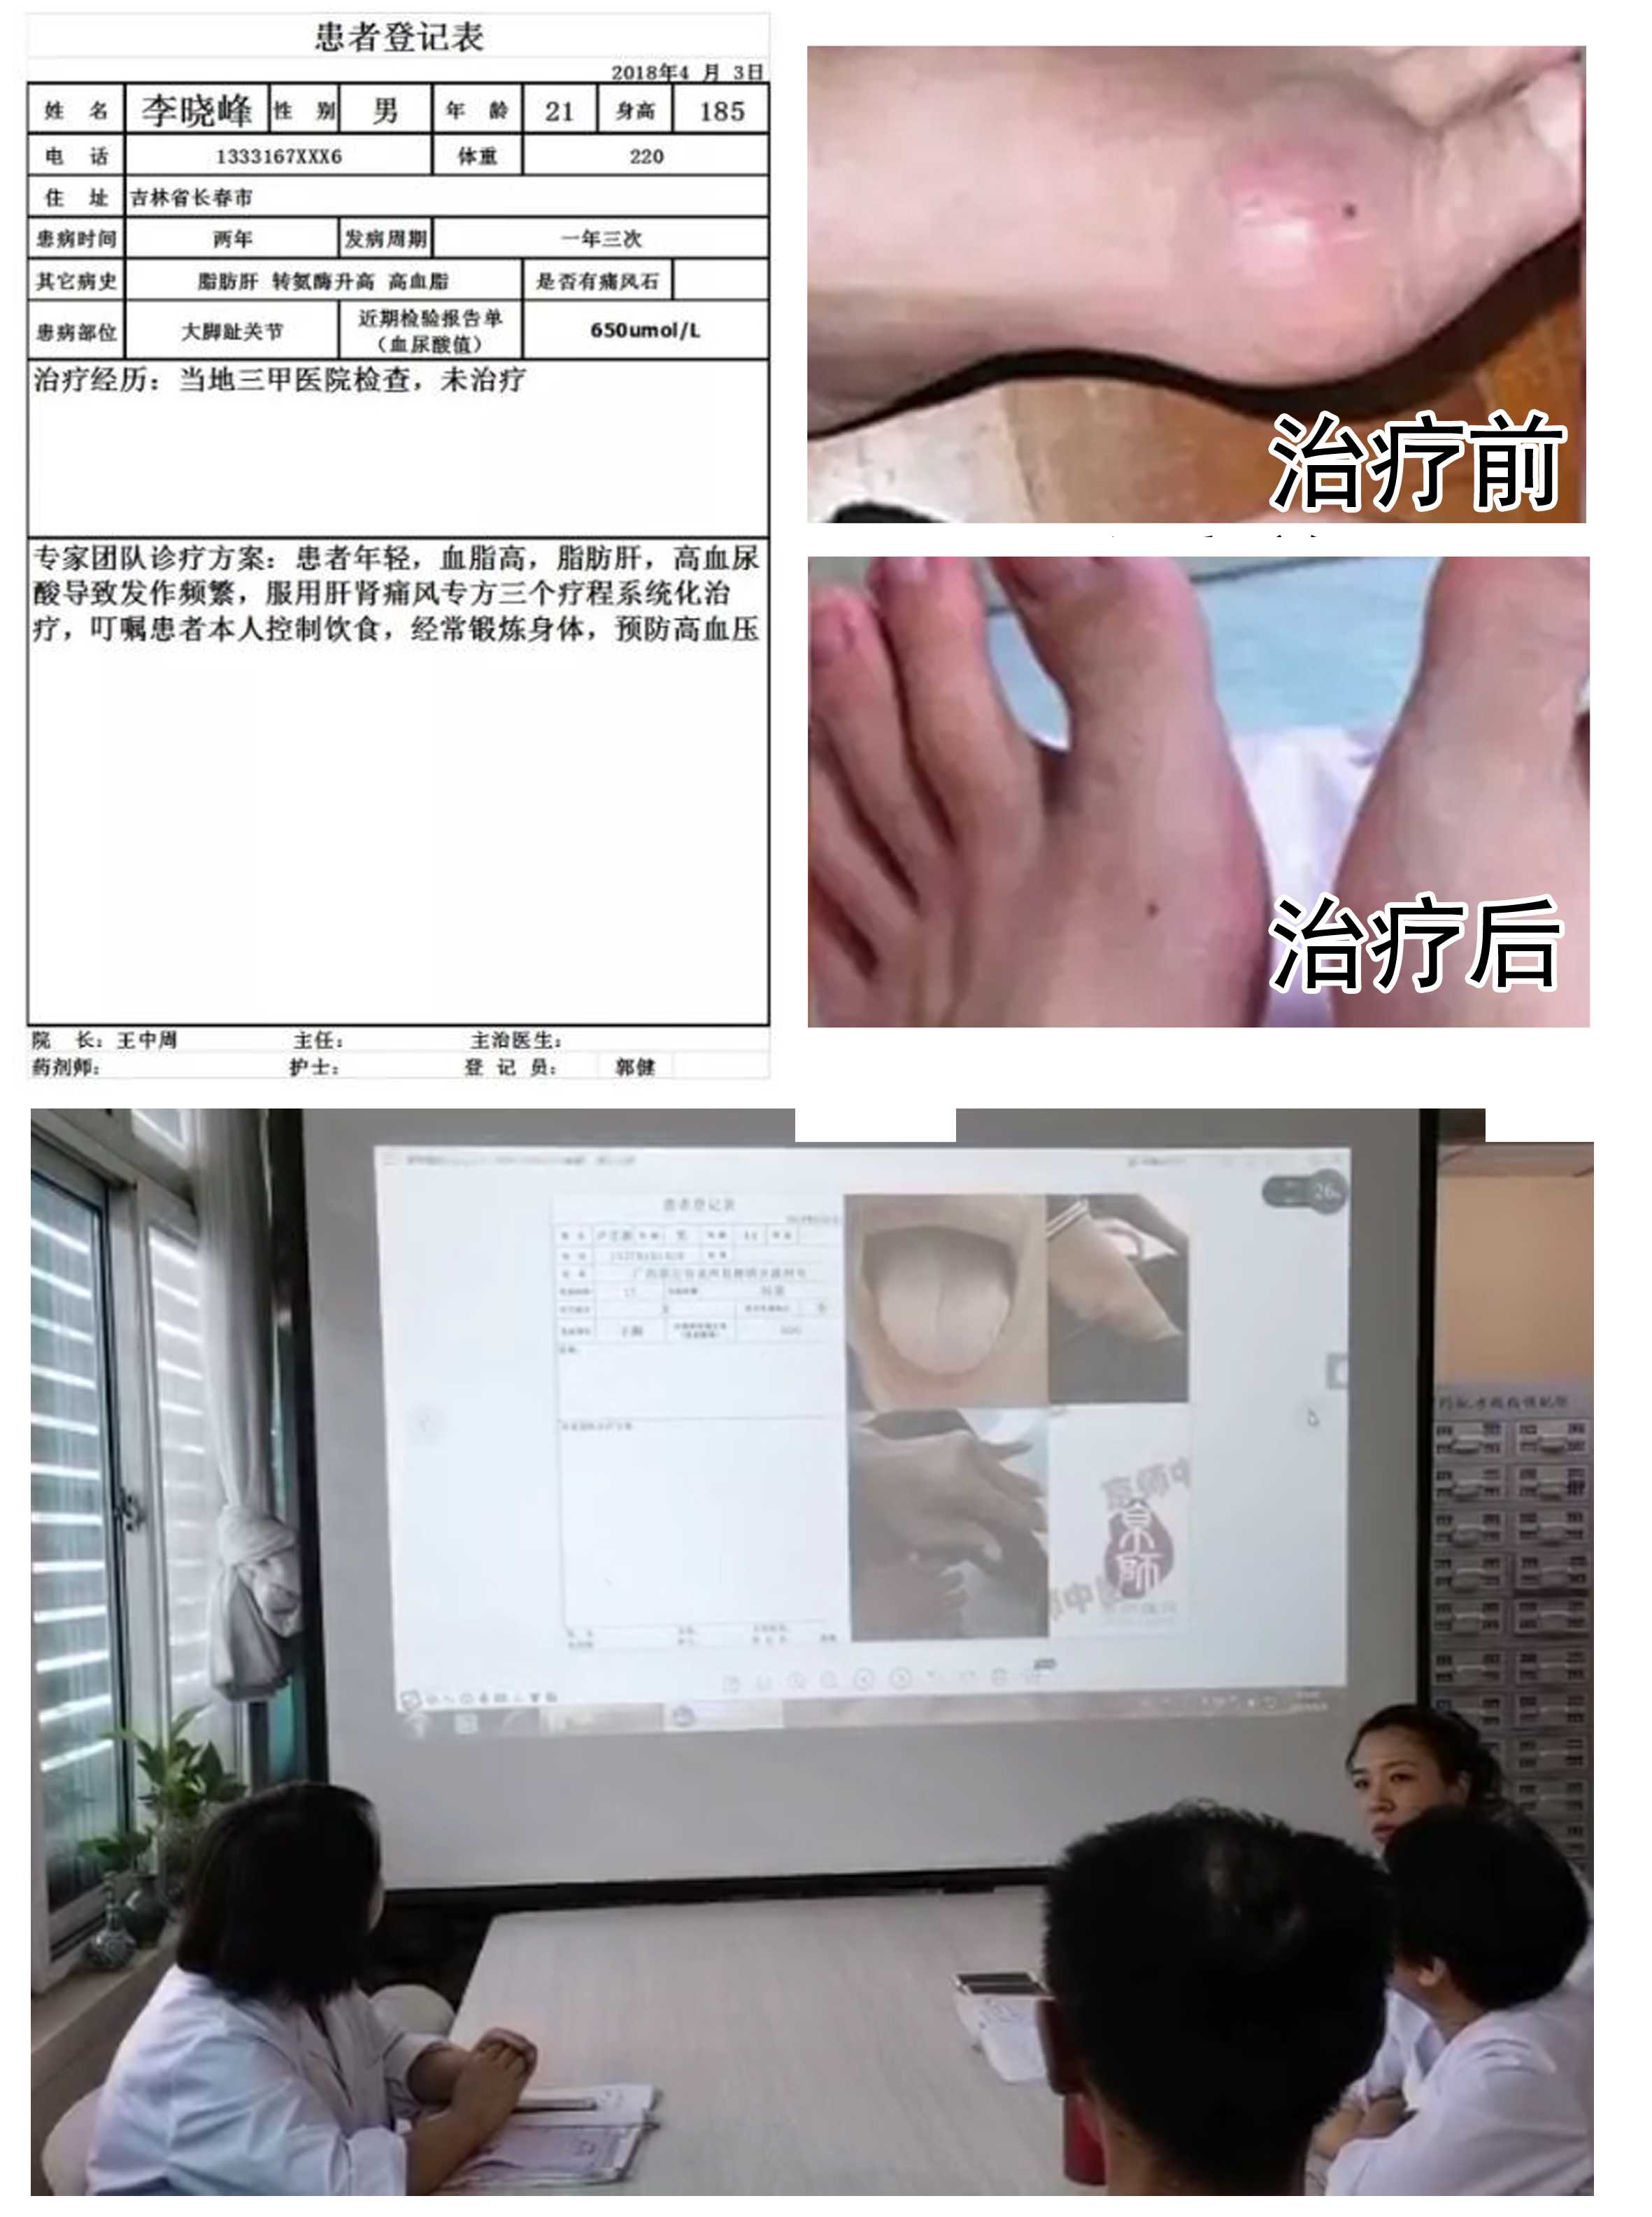 患者登记表
2018年4 月 3日
姓 名 李晓峰 性 别 男 年 龄 21 身高 185
电 话 1333167XXX6 体重 220
住 址 吉林省长春市
患病时间 两年 发病周期 一年三次
其它病史 脂肪肝 转氨酶升高 高血脂 是否有痛风石
患病部位 大脚趾关节 近期检验报告单
（血尿酸值） 650umol/L
治疗经历：当地三甲医院检查，未治疗
专家团队诊疗方案：患者年轻，血脂高，脂肪肝，高血尿
酸导致发作频繁，服用肝肾痛风专方三个疗程系统化治
疗，叮嘱患者本人控制饮食，经常锻炼身体，预防高血压
院 长：王中周 主任： 主治医生：
药剂师： 护士： 登 记 员： 郭健
治疗前
治疗后
患者登记表